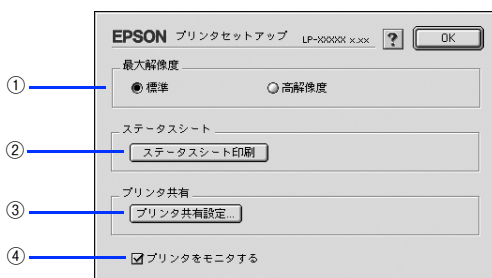 EPSON プリンタセットアップ LP-XXXXX x.xx ? OK
最大解像度
① 標準 高解像度
ステータスシート
② ステータスシート印刷
プリンタ共有
③ プリンタ共有設定...
④ プリンタをモニタする